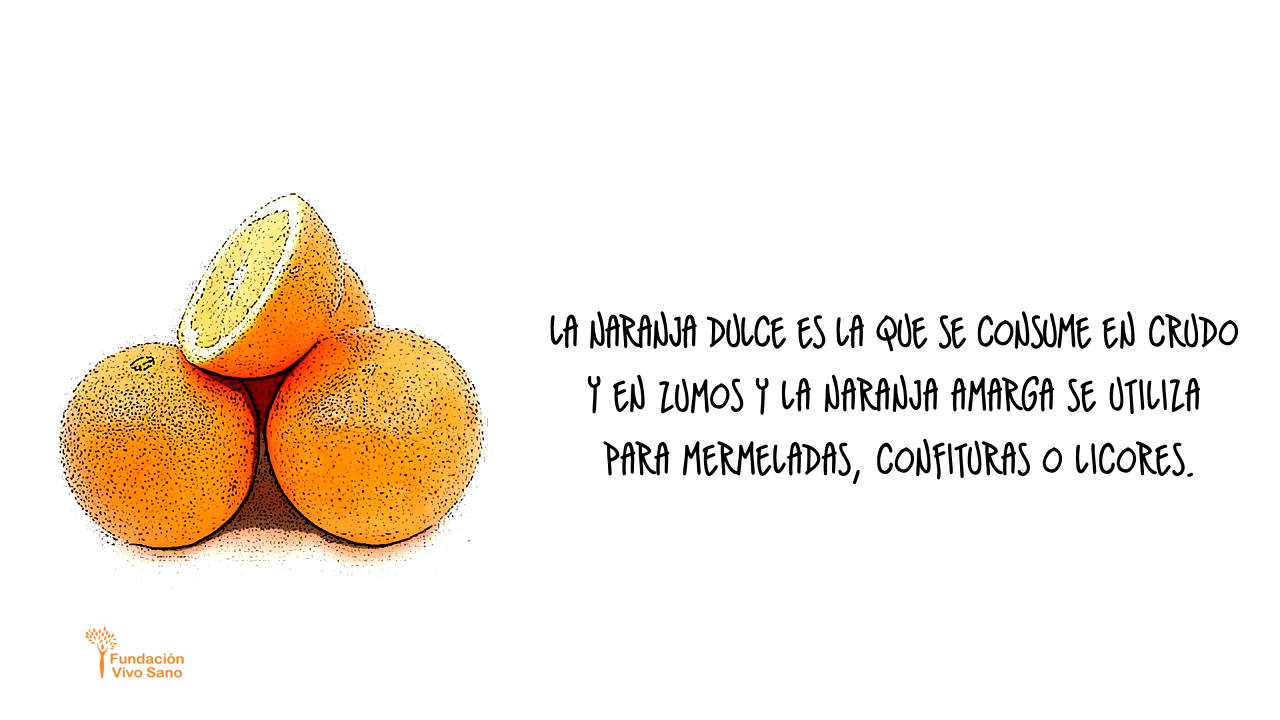 LA NARANJA DULCE ES LA QUE SE CONSUME EN CRUDO
Y EN ZUMOS Y LA NARANJA AMARGA SE UTILIZA
PARA MERMELADAS, CONFITURAS O LICORES.
Fundación
Vivo Sano